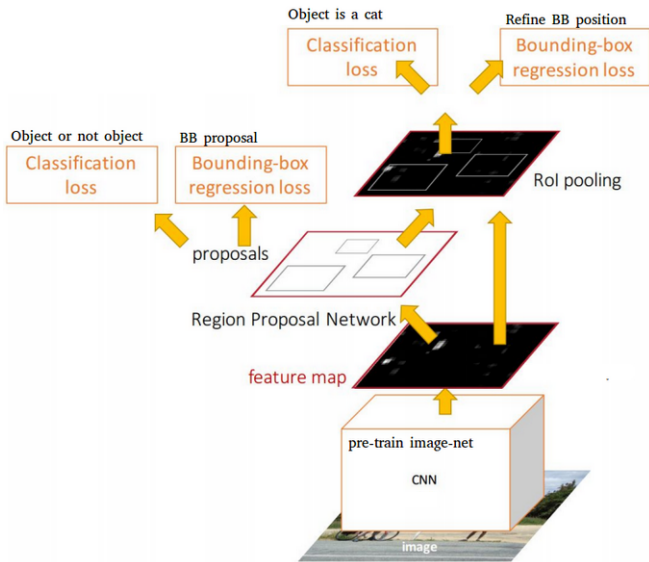 Object is a cat
Refine BB position
Classification
loss
Bounding-box
regression loss
Object or not object
BB proposal
Classification
loss
Bounding-box
regression loss
RoI pooling
proposals
Region Proposal Network
feature map
pre-train image-net
CNN
image